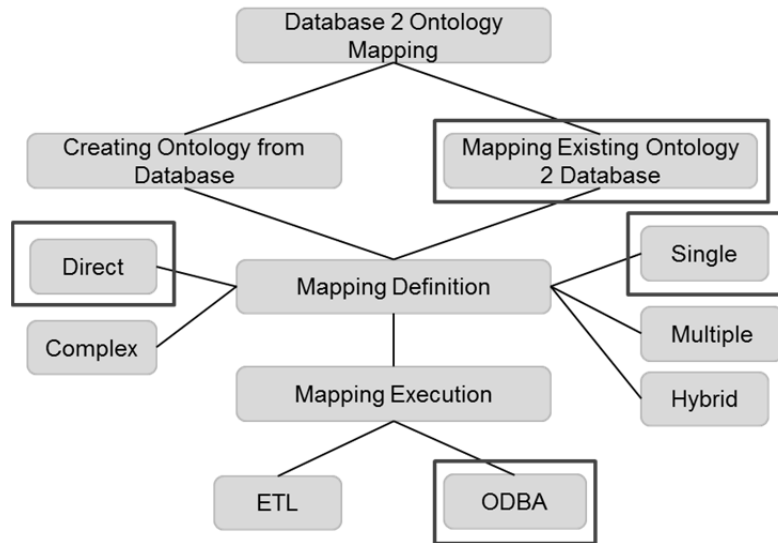 Database 2 Ontology
Mapping
Creating Ontology from
Database
Mapping Existing Ontology
2 Database
Direct
Mapping Definition
Single
Complex
Multiple
Mapping Execution
Hybrid
ETL
ODBA